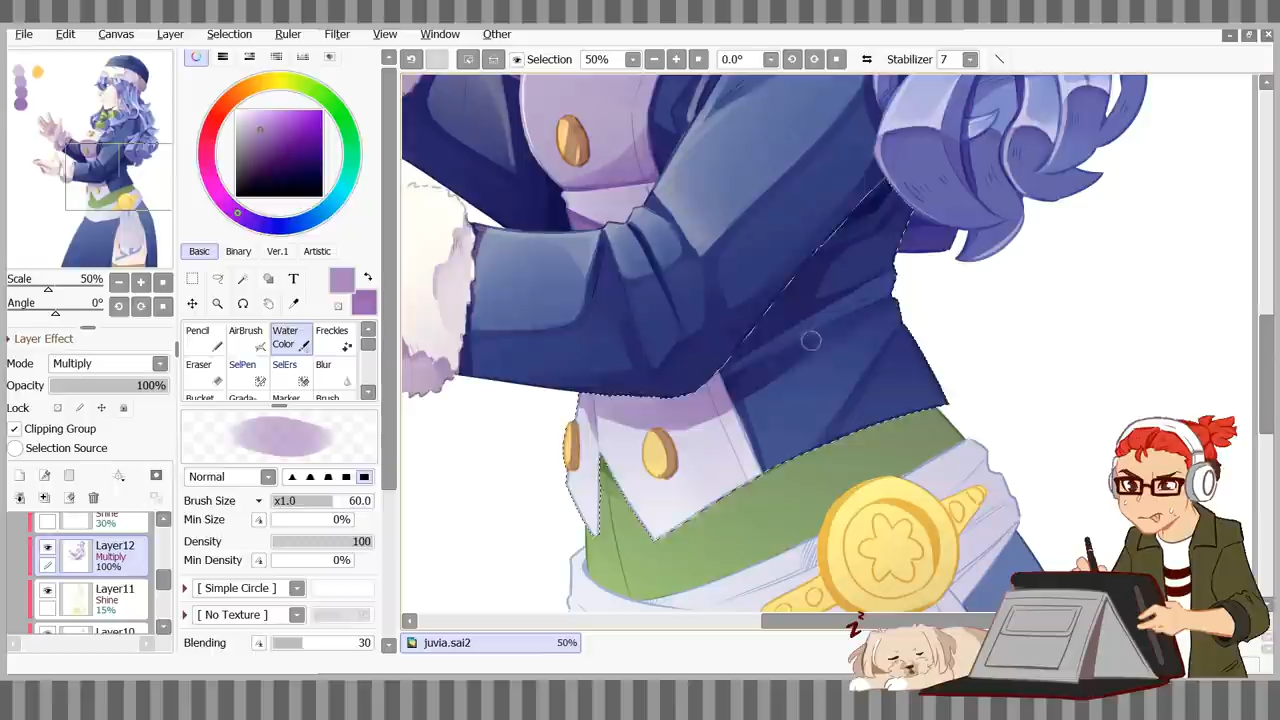 File Edit Canvas Layer Selection Ruler Filter View Window Other
Selection 50% 0.0° Stabilizer 7
Scale 50%
Angle 0°
Layer Effect
Mode Multiply
Opacity 100%
Lock
Clipping Group
Selection Source
Shine
30%
Layer12
Multiply
100%
Layer11
Shine
15%
Layer10
Basic Binary Ver.1 Artistic
T
Pencil AirBrush Water Color Freckles
Eraser SelPen SelErs Blur
Bucket Grada- Marker Brush
Normal
Brush Size x1.0 60.0
Min Size 0%
Density 100
Min Density 0%
[ Simple Circle ]
[ No Texture ]
Blending 30
juvia.sai2 50%
z z z